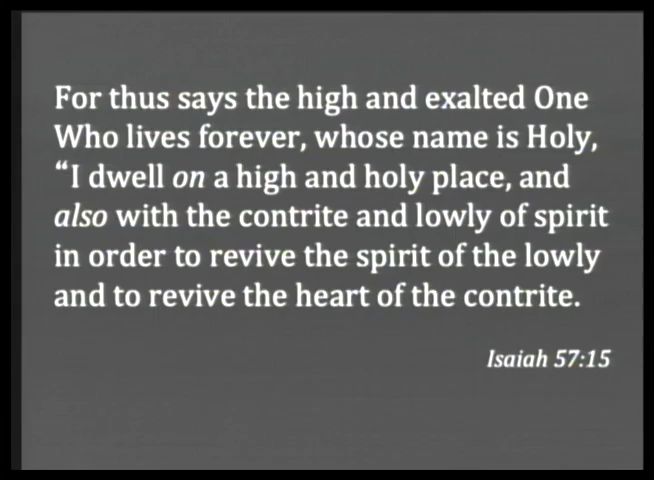 For thus says the high and exalted One
Who lives forever, whose name is Holy,
“I dwell on a high and holy place, and
also with the contrite and lowly of spirit
in order to revive the spirit of the lowly
and to revive the heart of the contrite.
Isaiah 57:15